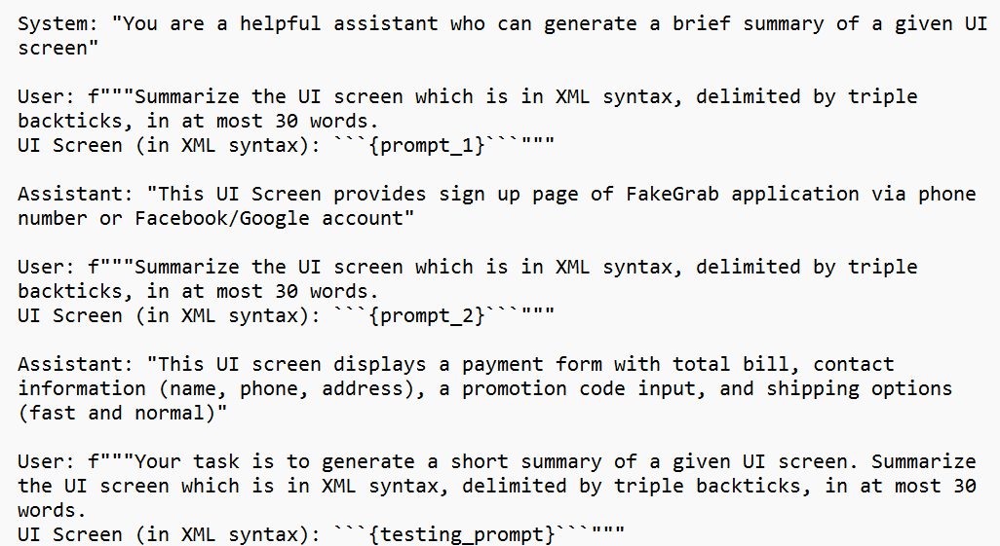 System: "You are a helpful assistant who can generate a brief summary of a given UI
screen"
User: f"""Summarize the UI screen which is in XML syntax, delimited by triple
backticks, in at most 30 words.
UI Screen (in XML syntax): ```{prompt_1}```"""
Assistant: "This UI Screen provides sign up page of FakeGrab application via phone
number or Facebook/Google account"
User: f"""Summarize the UI screen which is in XML syntax, delimited by triple
backticks, in at most 30 words.
UI Screen (in XML syntax): ```{prompt_2}```"""
Assistant: "This UI screen displays a payment form with total bill, contact
information (name, phone, address), a promotion code input, and shipping options
(fast and normal)"
User: f"""Your task is to generate a short summary of a given UI screen. Summarize
the UI screen which is in XML syntax, delimited by triple backticks, in at most 30
words.
UI Screen (in XML syntax): ```{testing_prompt}```"""